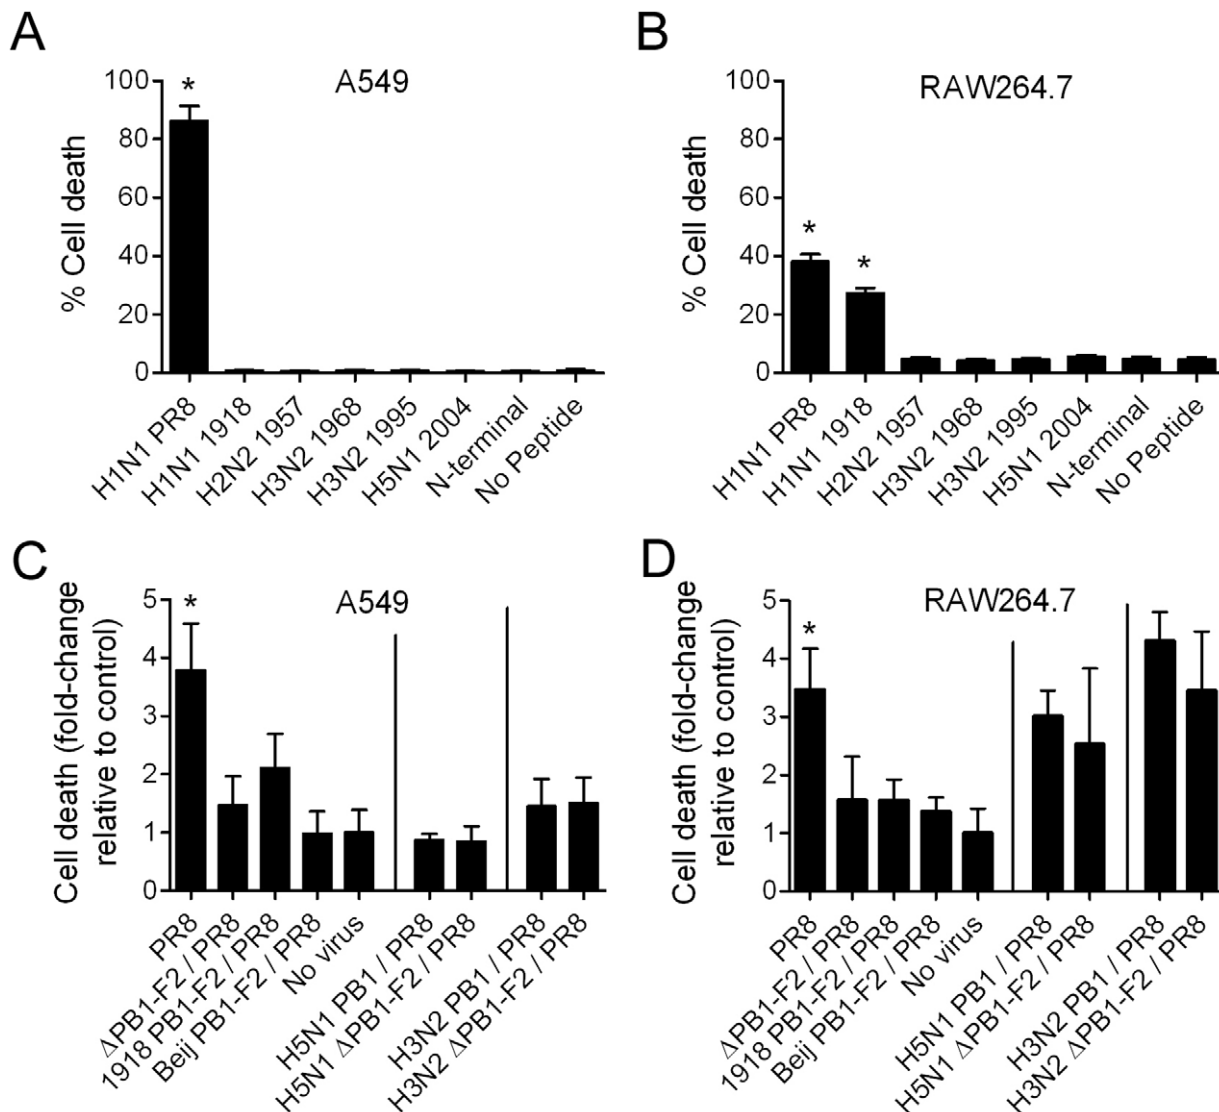 A
A549
% Cell death
100
80
60
40
20
0
*
H1N1 PR8
H1N1 1918
H2N2 1957
H3N2 1968
H3N2 1995
H5N1 2004
N-terminal
No Peptide
B
RAW264.7
% Cell death
100
80
60
40
20
0
*
*
H1N1 PR8
H1N1 1918
H2N2 1957
H3N2 1968
H3N2 1995
H5N1 2004
N-terminal
No Peptide
C
A549
Cell death (fold-change
relative to control)
5
4
3
2
1
0
*
PR8
ΔPB1-F2 / PR8
1918 PB1-F2 / PR8
Beij PB1-F2 / PR8
No virus
H5N1 PB1 / PR8
H5N1 ΔPB1-F2 / PR8
H3N2 PB1 / PR8
H3N2 ΔPB1-F2 / PR8
D
RAW264.7
Cell death (fold-change
relative to control)
5
4
3
2
1
0
*
PR8
ΔPB1-F2 / PR8
1918 PB1-F2 / PR8
Beij PB1-F2 / PR8
No virus
H5N1 PB1 / PR8
H5N1 ΔPB1-F2 / PR8
H3N2 PB1 / PR8
H3N2 ΔPB1-F2 / PR8